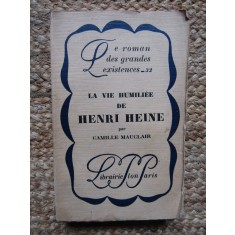 Le roman
des grandes
existences_22
LA VIE HUMILIÉE
DE
HENRI HEINE
par
CAMILLE MAUCLAIR
Librairie Plon Paris